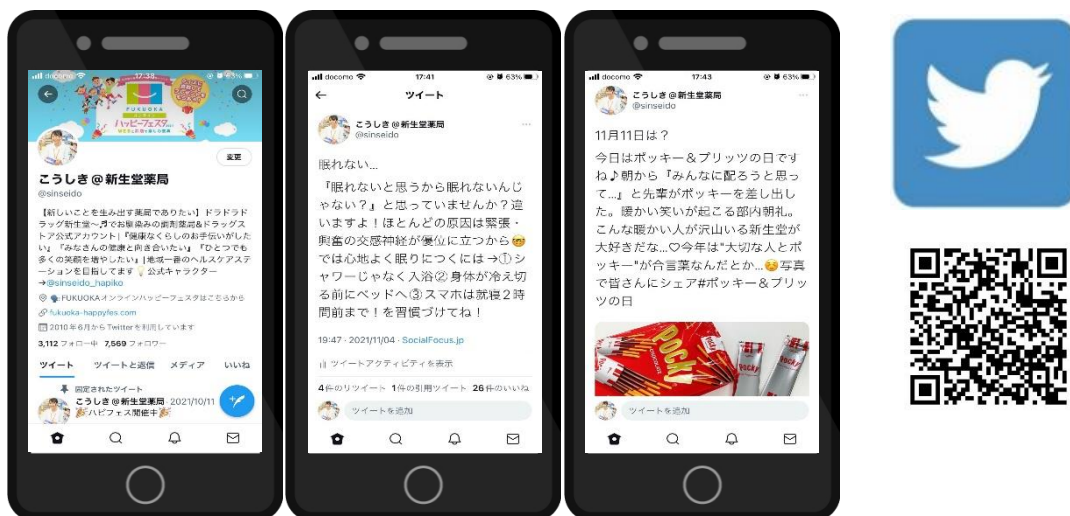 docomo 17:38 63%
FUKUOKA
オンライン
ハッピーフェスタ
変更
こうしき@新生堂薬局
@sinseido
【新しいことを生み出す薬局でありたい】ドラドラド
ラッグ新生堂〜♬でお馴染みの調剤薬局&ドラッグス
トア公式アカウント|『健康なくらしのお手伝いがした
い』『みなさんの健康と向き合いたい』『ひとつでも
多くの笑顔を増やしたい』|地域一番のヘルスケアステ
ーションを目指してます💡公式キャラクター
→@sinseido_hapiko
FUKUOKAオンラインハッピーフェスタはこちらから
fukuoka-happyfes.com
2010年6月からTwitterを利用しています
3,112 フォロー中 7,569 フォロワー
ツイート ツイートと返信 メディア いいね
固定されたツイート
こうしき@新生堂薬局 2021/10/11
🎉ハピフェス開催中🎉
docomo 17:41 63%
ツイート
こうしき@新生堂薬局
@sinseido
眠れない...
『眠れないと思うから眠れないんじ
ゃない?』と思っていませんか?違
いますよ!ほとんどの原因は緊張・
興奮の交感神経が優位に立つから
では心地よく眠りにつくには→①シ
ャワーじゃなく入浴②身体が冷え切
る前にベッドへ③スマホは就寝2時
間前まで!を習慣づけてね!
19:47・2021/11/04・SocialFocus.jp
ツイートアクティビティを表示
4件のリツイート 1件の引用ツイート 26件のいいね
ツイートを追加
docomo 17:43 63%
こうしき@新生堂薬局
@sinseido
11月11日は?
今日はポッキー&プリッツの日です
ね♪朝から『みんなに配ろうと思っ
て...』と先輩がポッキーを差し出し
た。暖かい笑いが起こる部内朝礼。
こんな暖かい人が沢山いる新生堂が
大好きだな...♡今年は"大切な人とポ
ッキー"が合言葉なんだとか...😊写真
で皆さんにシェア#ポッキー&プリッ
ツの日
POCKY
POCKY
POCKY
ツイートを追加